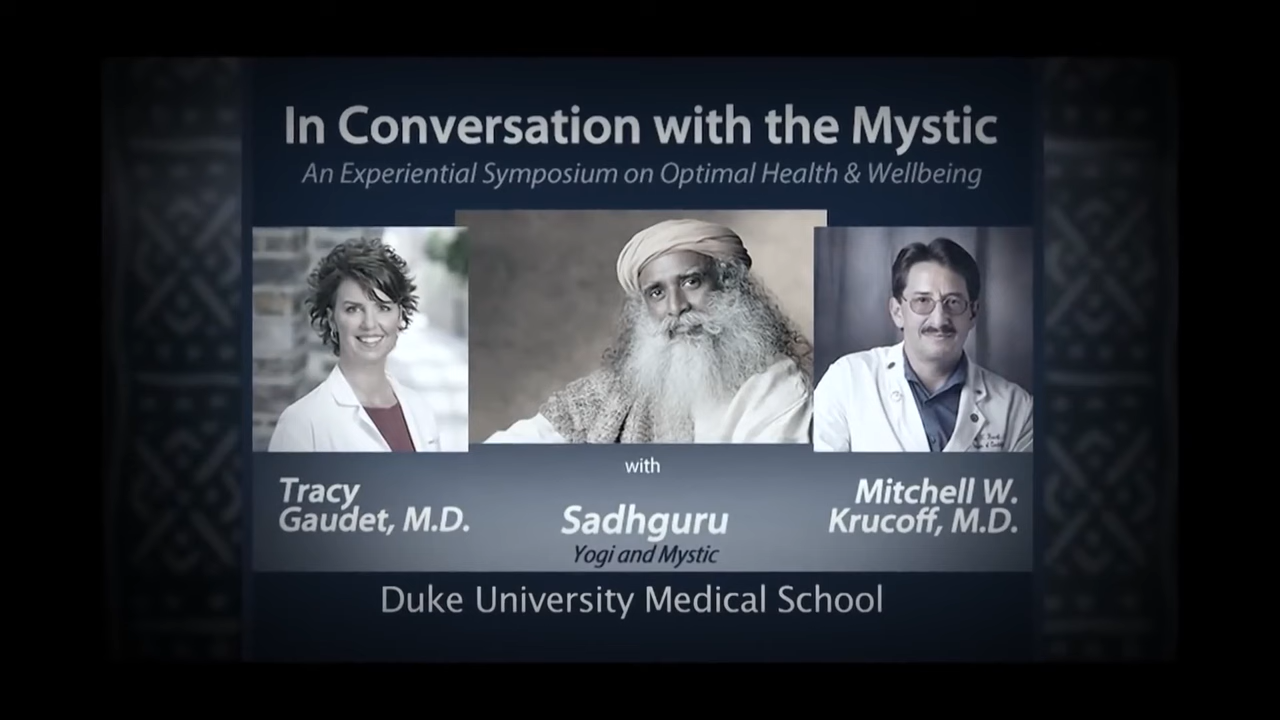 In Conversation with the Mystic
An Experiential Symposium on Optimal Health & Wellbeing
Tracy
Gaudet, M.D.
with
Sadhguru
Yogi and Mystic
Mitchell W.
Krucoff, M.D.
Duke University Medical School